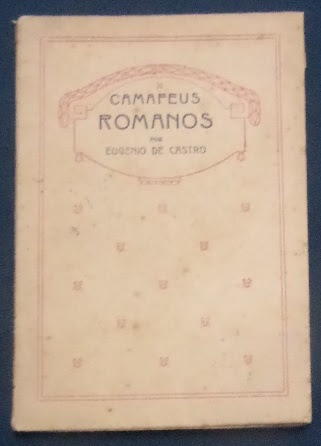 CAMAFEUS
ROMANOS
POR
EUGENIO DE CASTRO